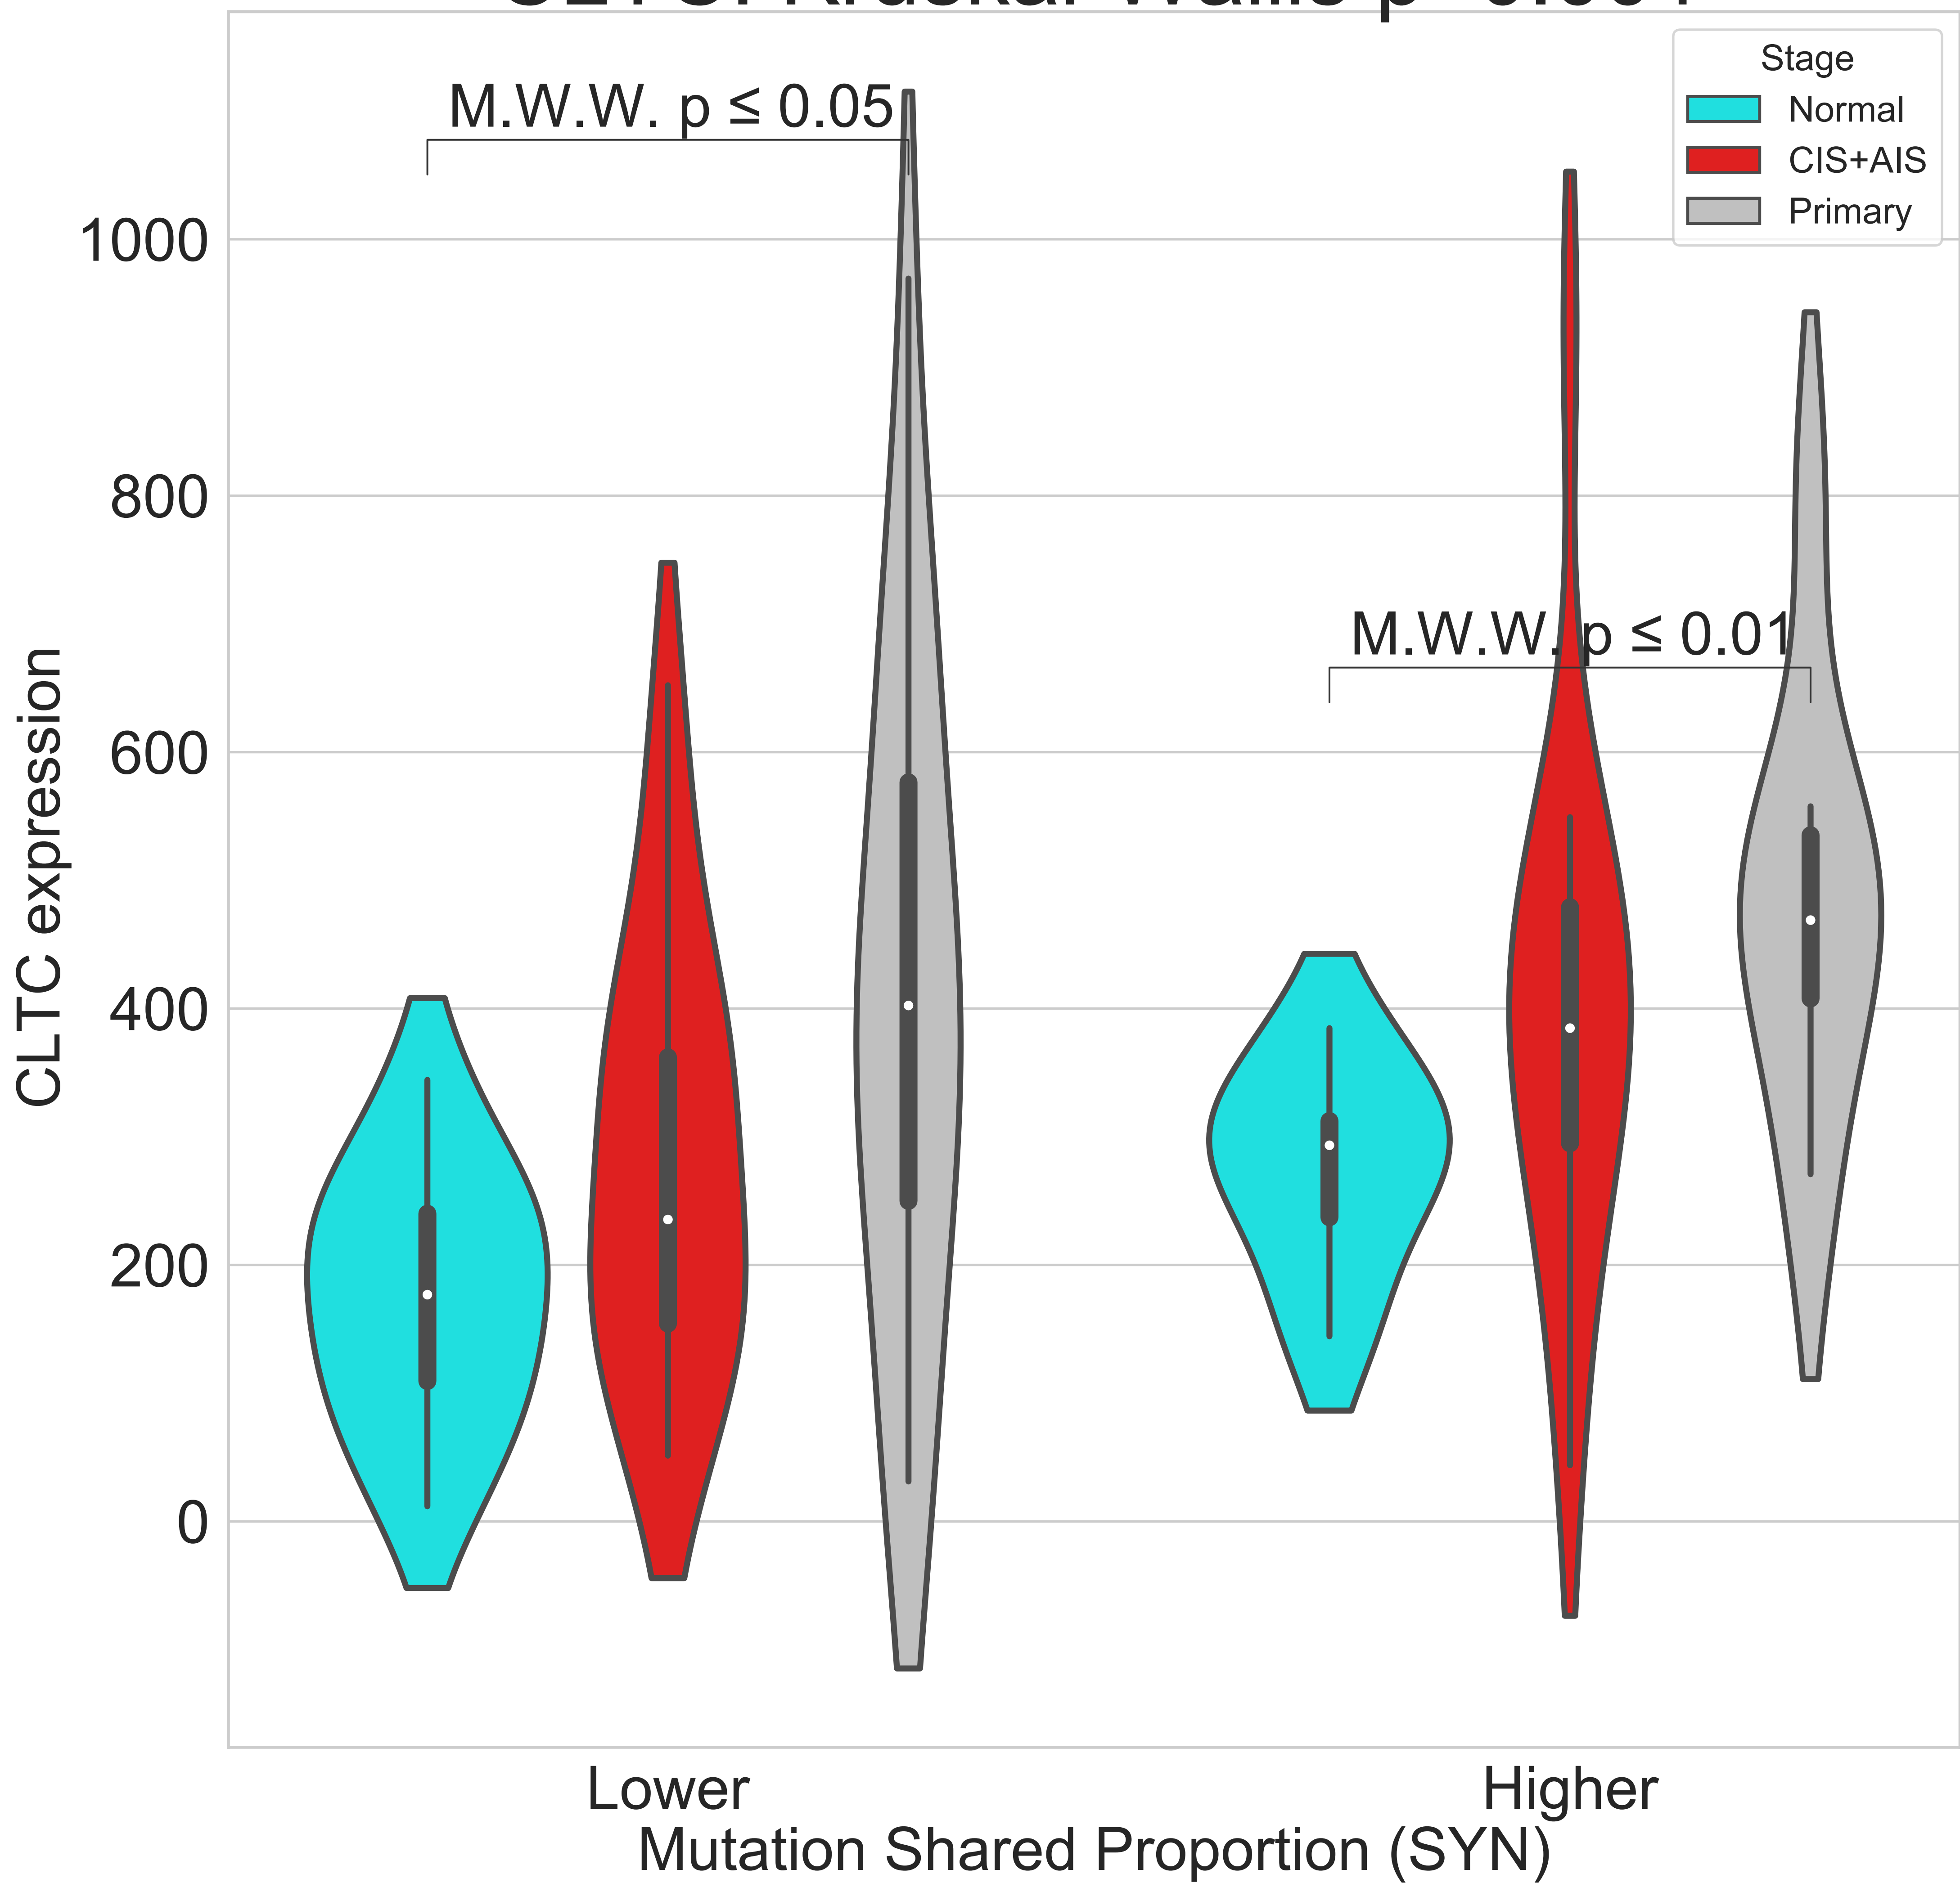 Stage
Normal
CIS+AIS
Primary
M.W.W. p ≤ 0.05
M.W.W. p ≤ 0.01
1000
800
600
400
200
0
CLTC expression
Lower
Higher
Mutation Shared Proportion (SYN)